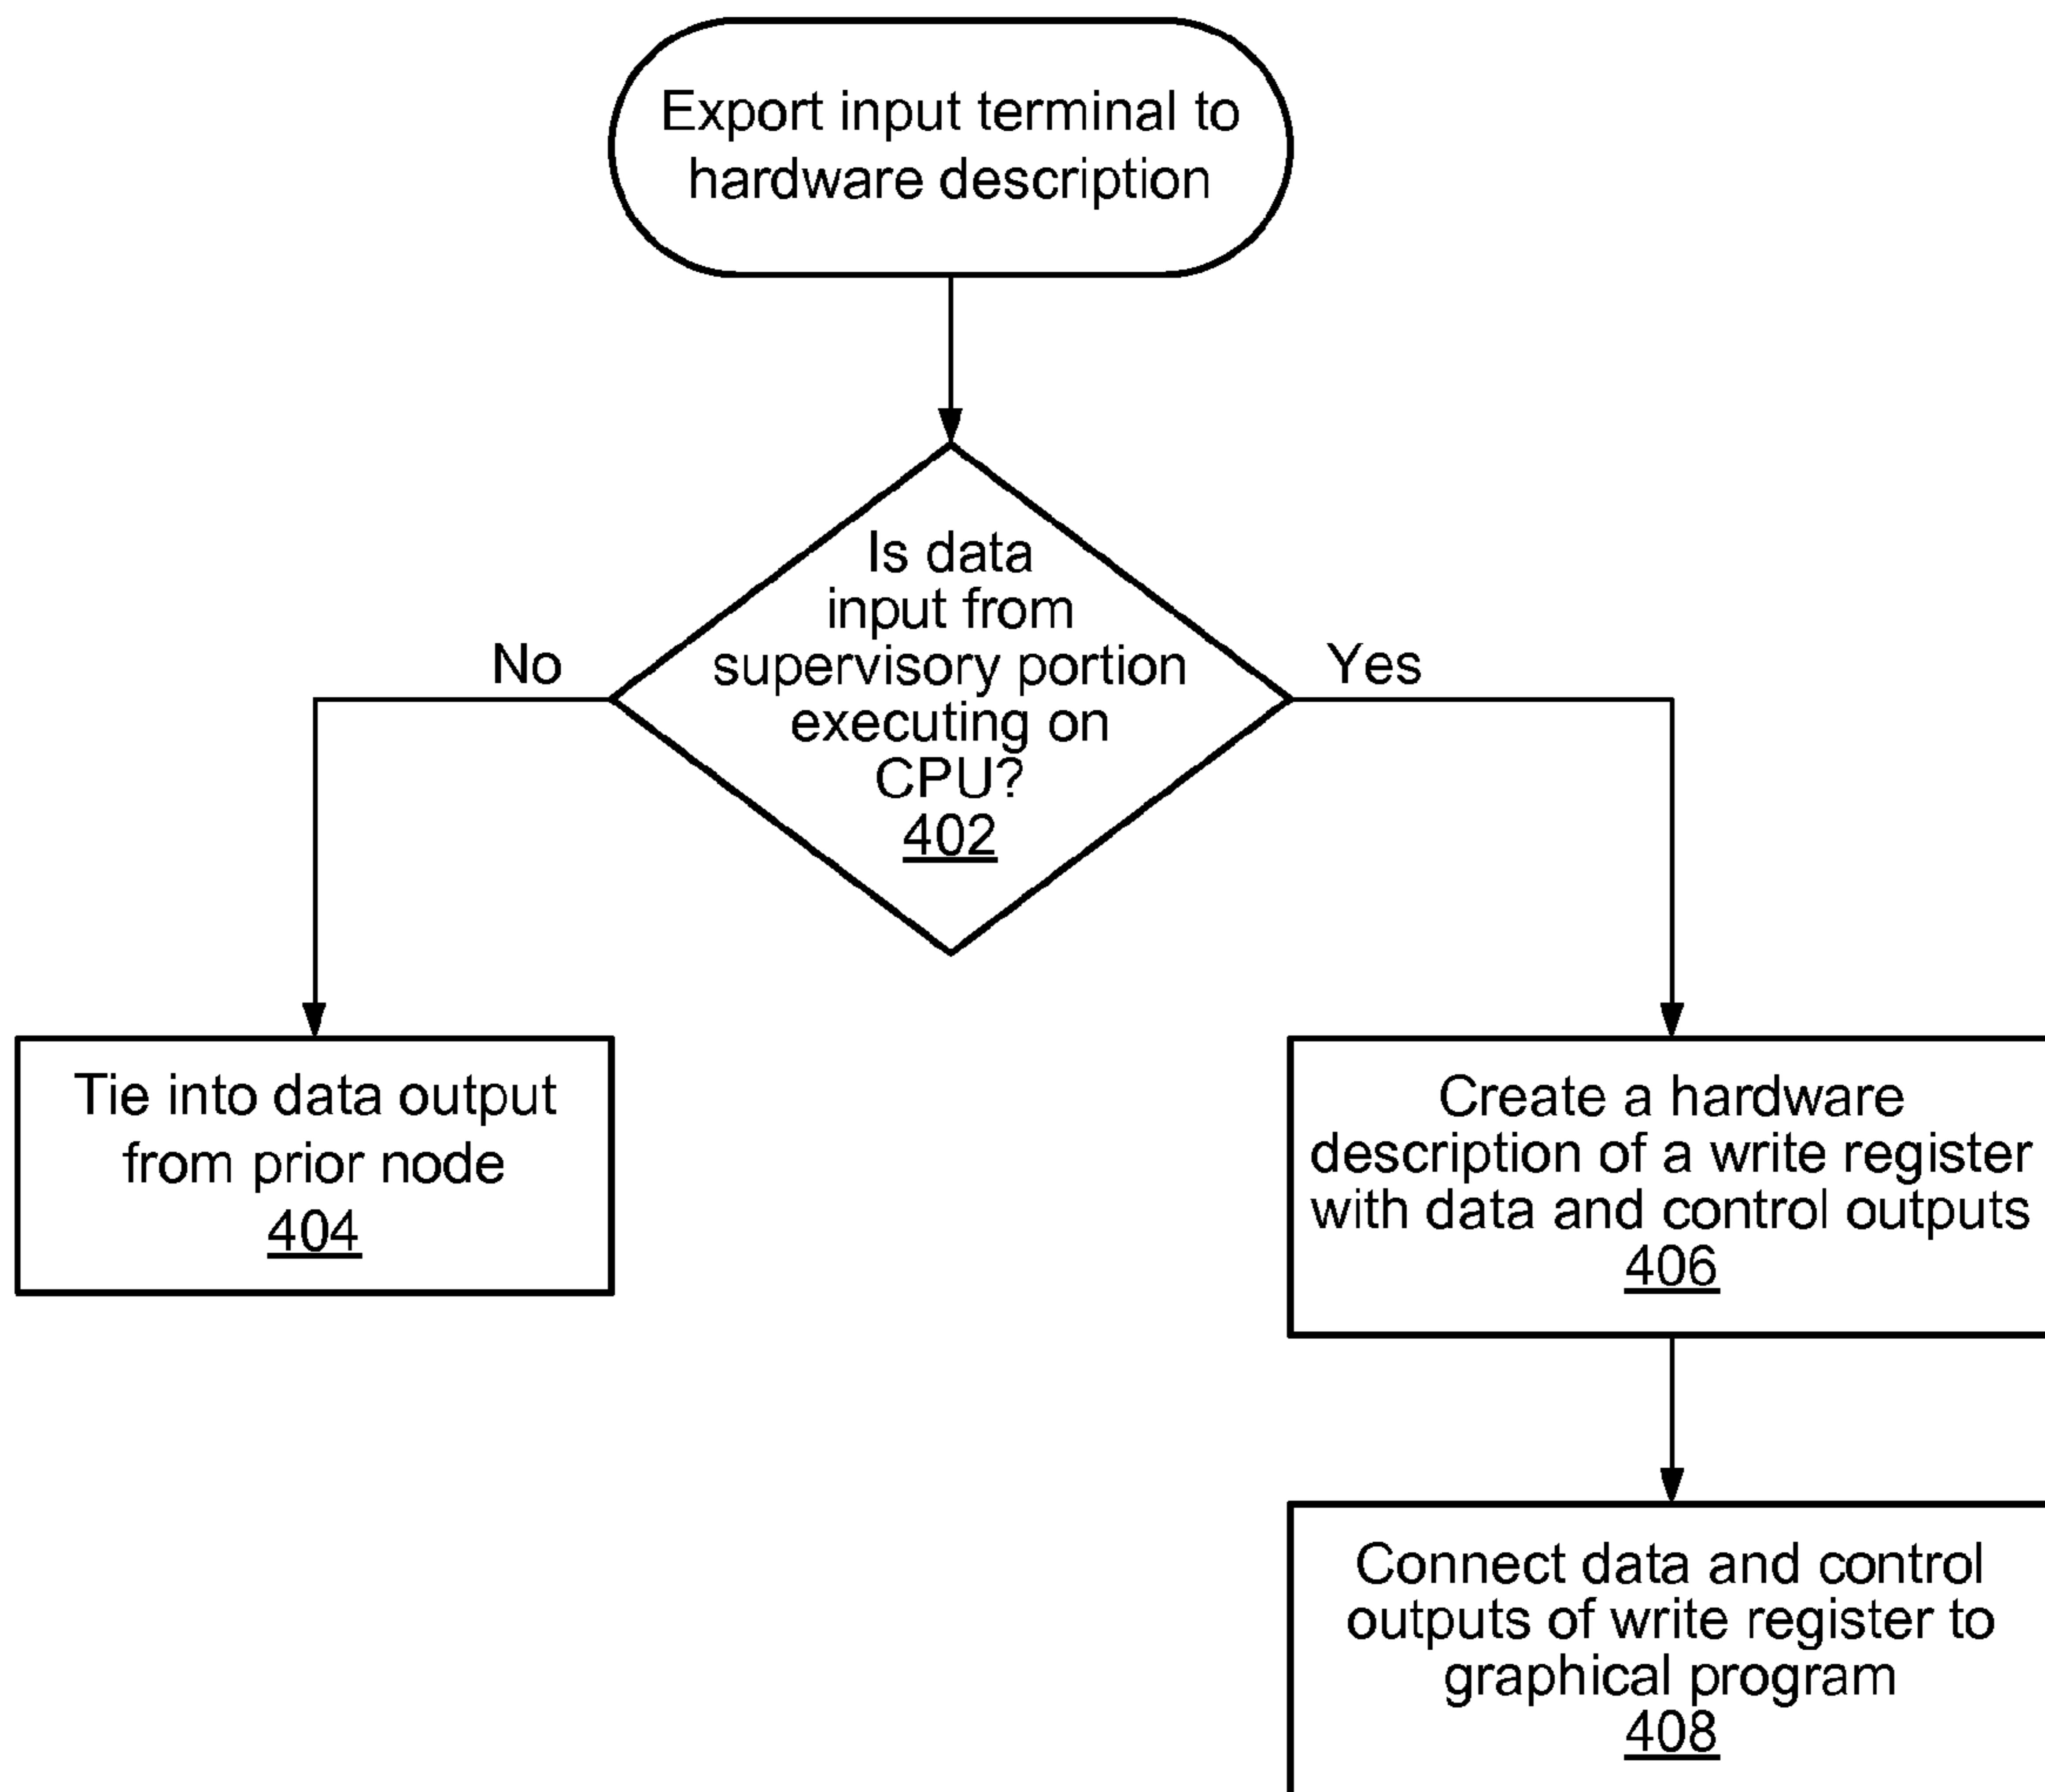 Export input terminal to
hardware description
Is data
input from
supervisory portion
executing on
CPU?
402
No
Yes
Tie into data output
from prior node
404
Create a hardware
description of a write register
with data and control outputs
406
Connect data and control
outputs of write register to
graphical program
408